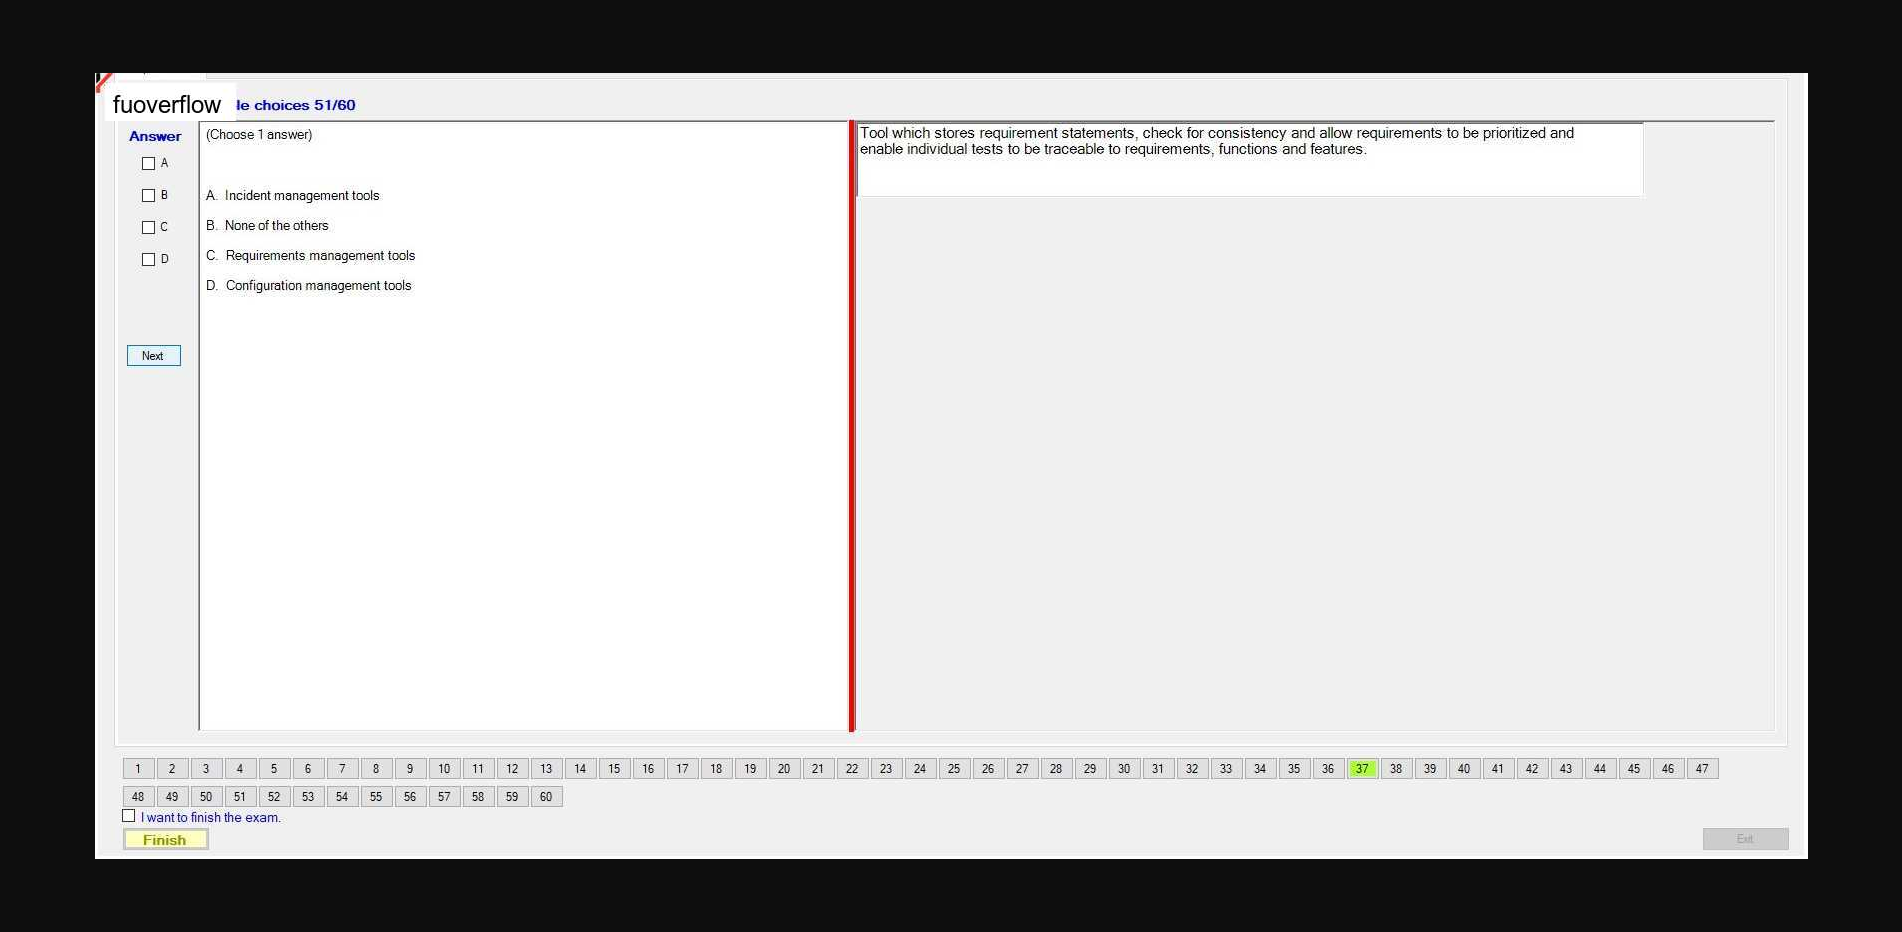 fuoverflow
le choices 51/60
Answer
(Choose 1 answer)
A
B
C
D
A. Incident management tools
B. None of the others
C. Requirements management tools
D. Configuration management tools
Next
Tool which stores requirement statements, check for consistency and allow requirements to be prioritized and
enable individual tests to be traceable to requirements, functions and features.
1 2 3 4 5 6 7 8 9 10 11 12 13 14 15 16 17 18 19 20 21 22 23 24 25 26 27 28 29 30 31 32 33 34 35 36 37 38 39 40 41 42 43 44 45 46 47
48 49 50 51 52 53 54 55 56 57 58 59 60
I want to finish the exam.
Finish
Exit